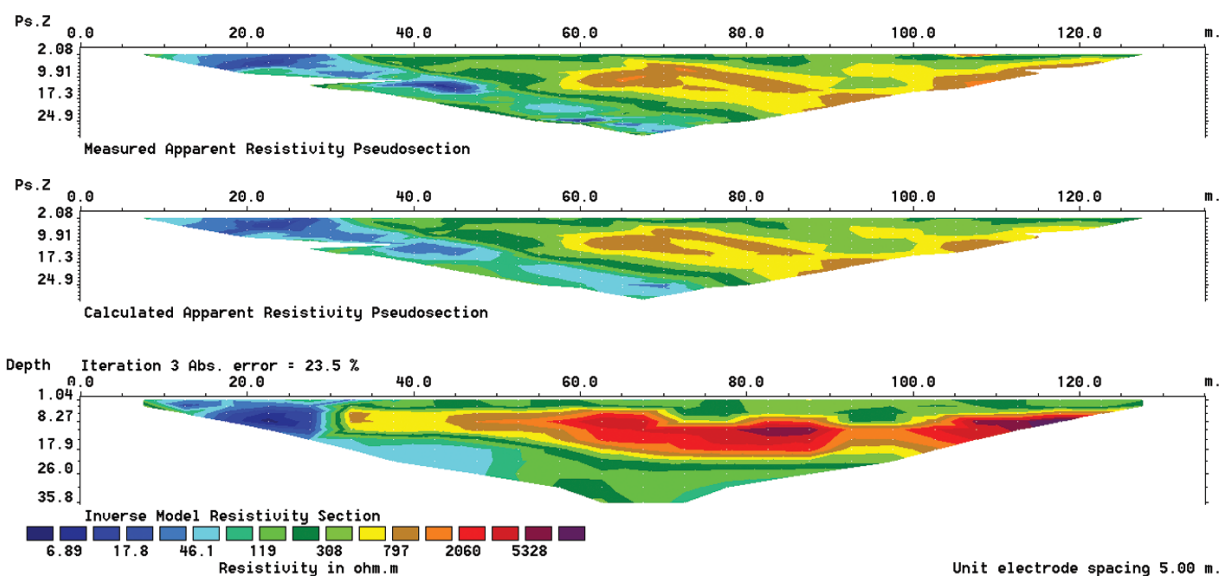 Ps.Z
0.0 20.0 40.0 60.0 80.0 100.0 120.0 m.
2.08
9.91
17.3
24.9
Measured Apparent Resistivity Pseudosection
Ps.Z
0.0 20.0 40.0 60.0 80.0 100.0 120.0 m.
2.08
9.91
17.3
24.9
Calculated Apparent Resistivity Pseudosection
Depth Iteration 3 Abs. error = 23.5 %
0.0 20.0 40.0 60.0 80.0 100.0 120.0 m.
1.04
8.27
17.9
26.0
35.8
Inverse Model Resistivity Section
6.89 17.8 46.1 119 308 797 2060 5328
Resistivity in ohm.m
Unit electrode spacing 5.00 m.